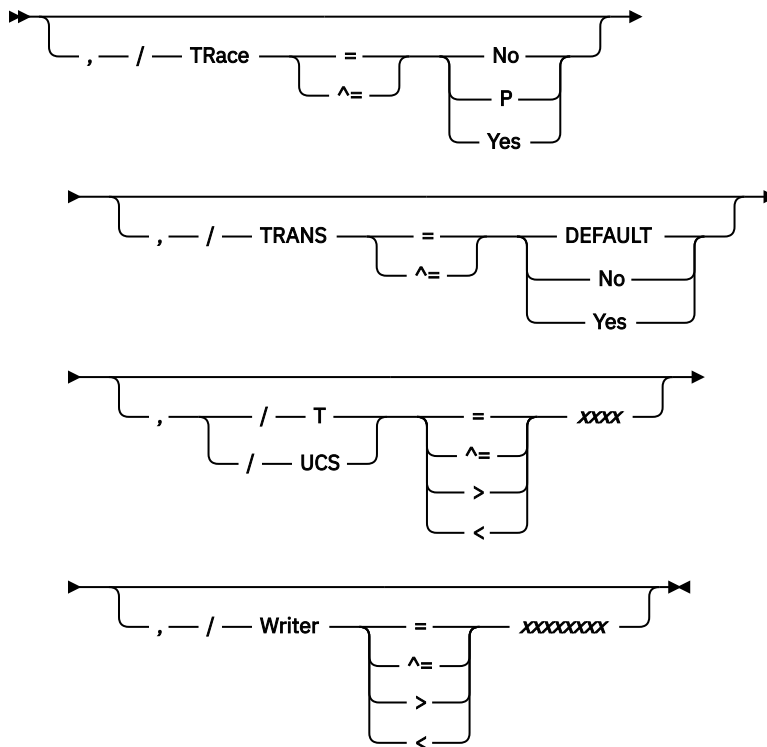 , / TRace = No
^= P
Yes
, / TRANS = DEFAULT
^= No
Yes
, / T = xxxx
/ UCS ^=
>
<
, / Writer = xxxxxxxx
^=
>
<